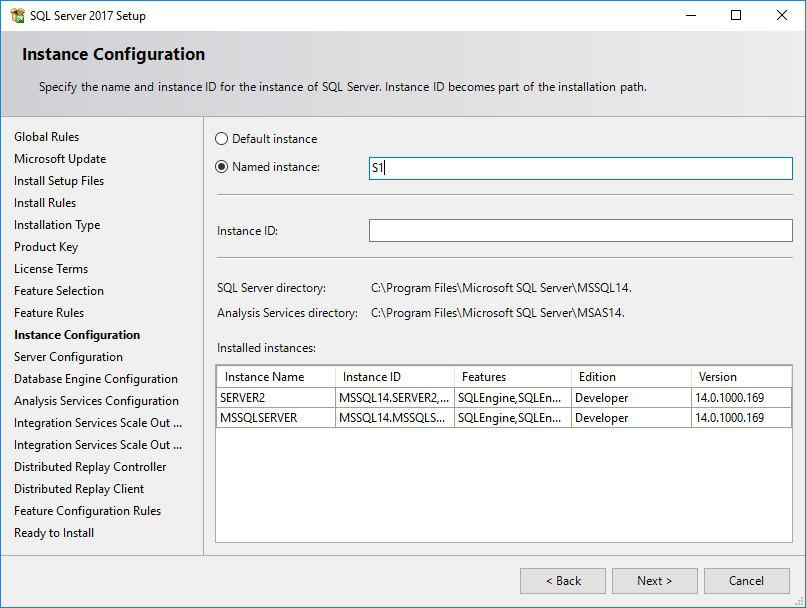 SQL Server 2017 Setup
Instance Configuration
Specify the name and instance ID for the instance of SQL Server. Instance ID becomes part of the installation path.
Global Rules
Microsoft Update
Install Setup Files
Install Rules
Installation Type
Product Key
License Terms
Feature Selection
Feature Rules
Instance Configuration
Server Configuration
Database Engine Configuration
Analysis Services Configuration
Integration Services Scale Out ...
Integration Services Scale Out ...
Distributed Replay Controller
Distributed Replay Client
Feature Configuration Rules
Ready to Install
Default instance
Named instance: S1
Instance ID:
SQL Server directory: C:\Program Files\Microsoft SQL Server\MSSQL14.
Analysis Services directory: C:\Program Files\Microsoft SQL Server\MSAS14.
Installed instances:
Instance Name Instance ID Features Edition Version
SERVER2 MSSQL14.SERVER2,... SQLEngine,SQLEn... Developer 14.0.1000.169
MSSQLSERVER MSSQL14.MSSQLS... SQLEngine,SQLEn... Developer 14.0.1000.169
< Back Next > Cancel